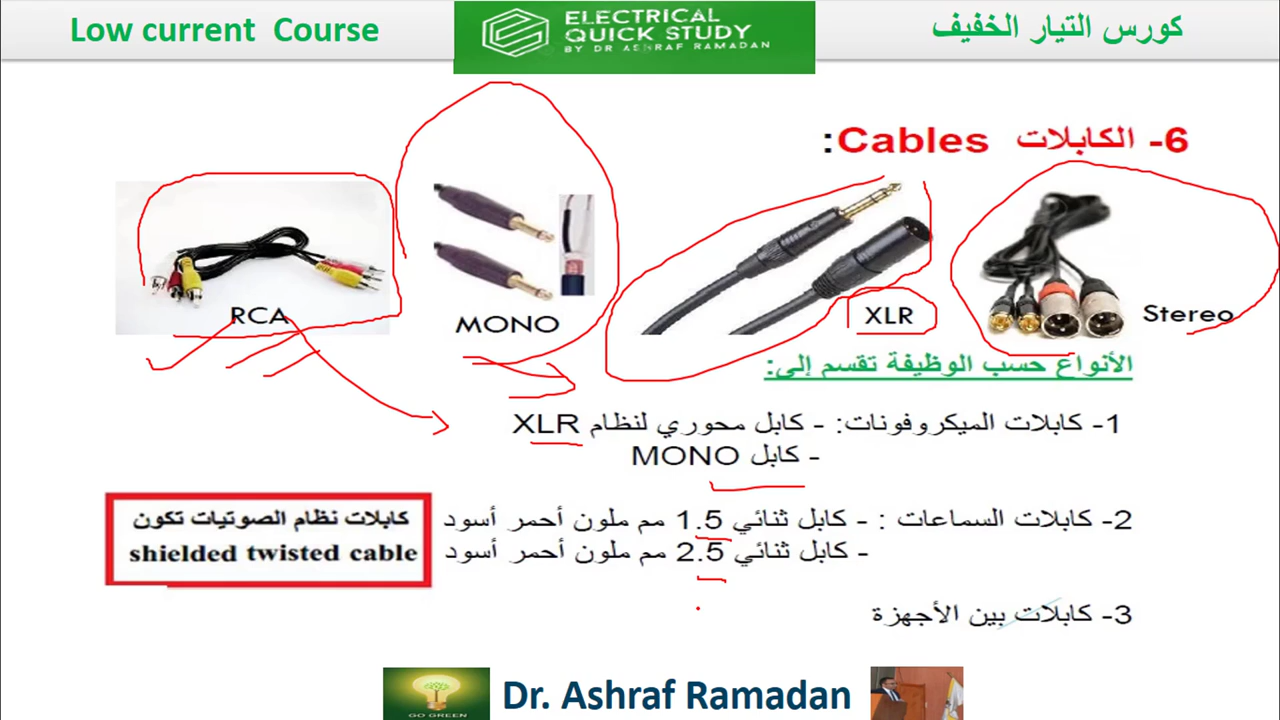 Low current Course
ELECTRICAL
QUICK STUDY
BY DR ASHRAF RAMADAN
كورس التيار الخفيف
6- الكابلات Cables:
RCA
MONO
XLR
Stereo
الأنواع حسب الوظيفة تقسم إلى:
1- كابلات الميكروفونات: - كابل محوري لنظام XLR
- كابل MONO
2- كابلات السماعات : - كابل ثنائي 1.5 مم ملون أحمر أسود
- كابل ثنائي 2.5 مم ملون أحمر أسود
كابلات نظام الصوتيات تكون
shielded twisted cable
3- كابلات بين الأجهزة
GO GREEN
Dr. Ashraf Ramadan